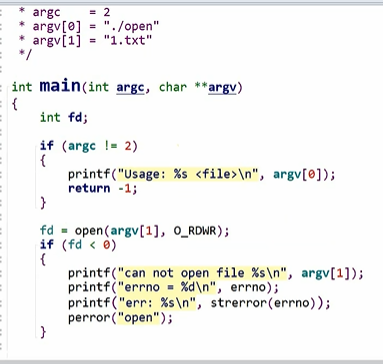 * argc    = 2
 * argv[0] = "./open"
 * argv[1] = "1.txt"
 */
int main(int argc, char **argv)
{
    int fd;
    if (argc != 2)
    {
        printf("Usage: %s <file>\n", argv[0]);
        return -1;
    }
    fd = open(argv[1], O_RDWR);
    if (fd < 0)
    {
        printf("can not open file %s\n", argv[1]);
        printf("errno = %d\n", errno);
        printf("err: %s\n", strerror(errno));
        perror("open");
    }